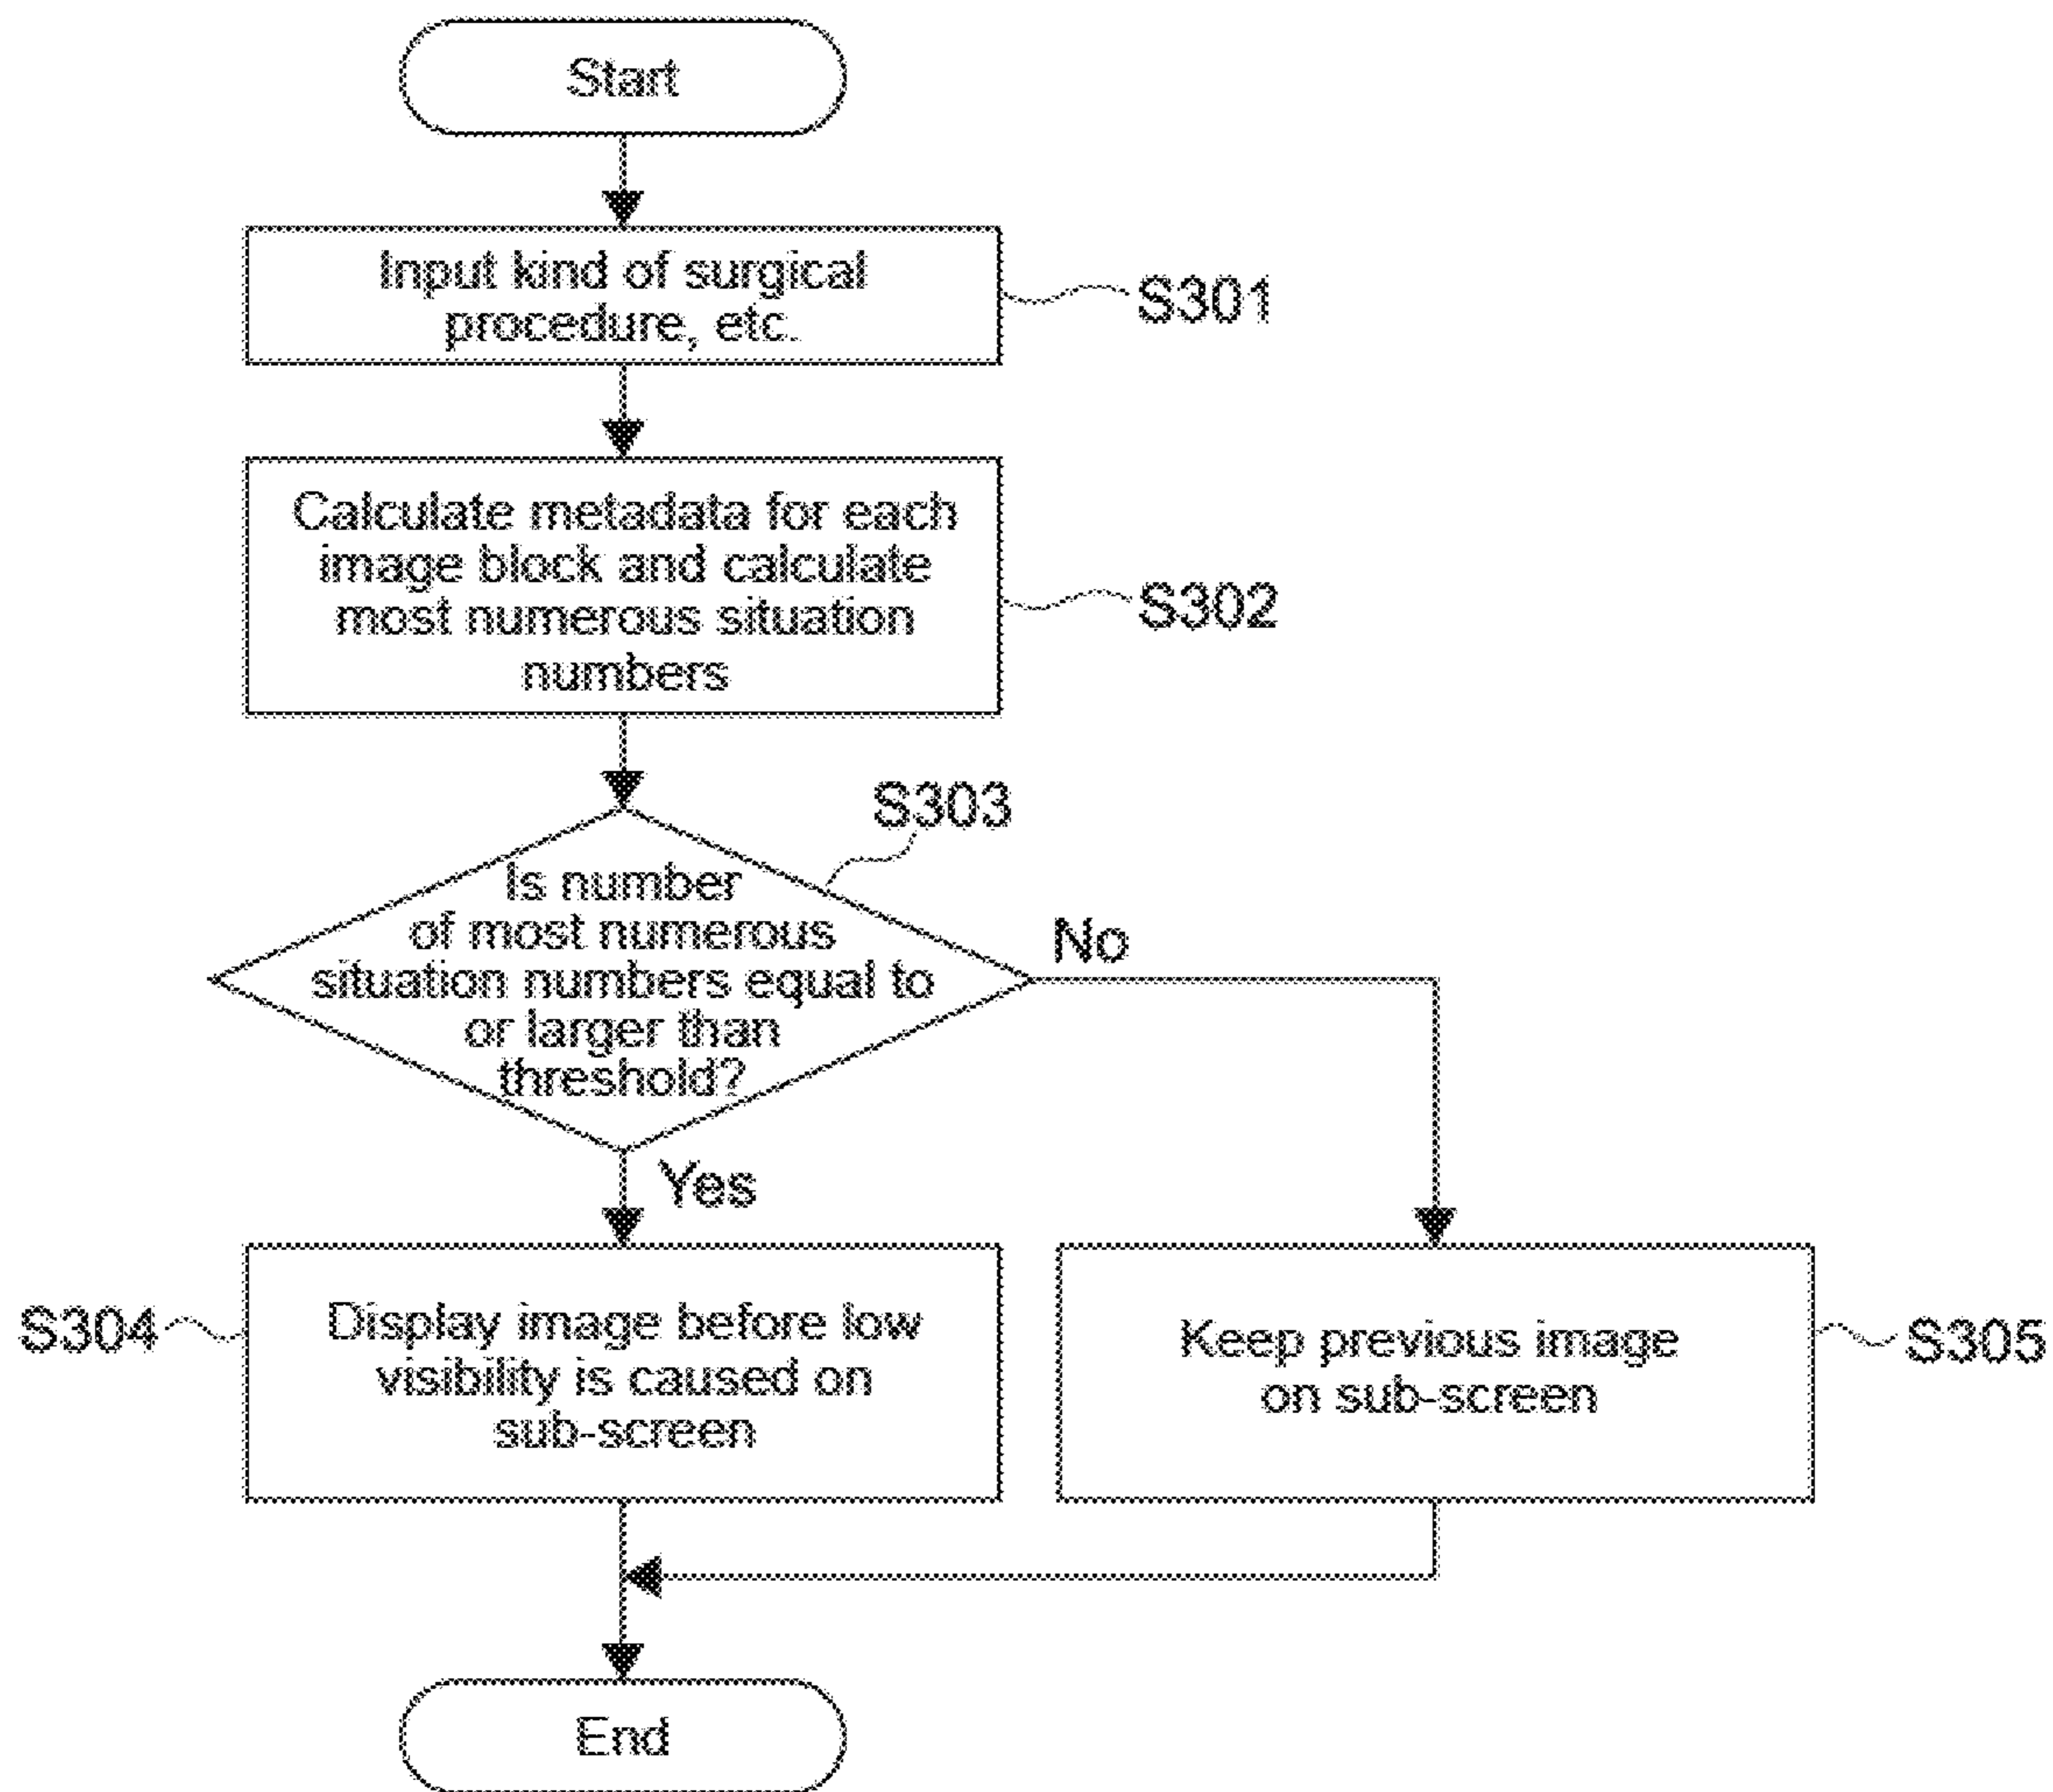 Start
Input kind of surgical
procedure, etc.
S301
Calculate metadata for each
image block and calculate
most numerous situation
numbers
S302
S303
Is number
of most numerous
situation numbers equal to
or larger than
threshold?
No
Yes
S304
Display image before low
visibility is caused on
sub-screen
Keep previous image
on sub-screen
S305
End